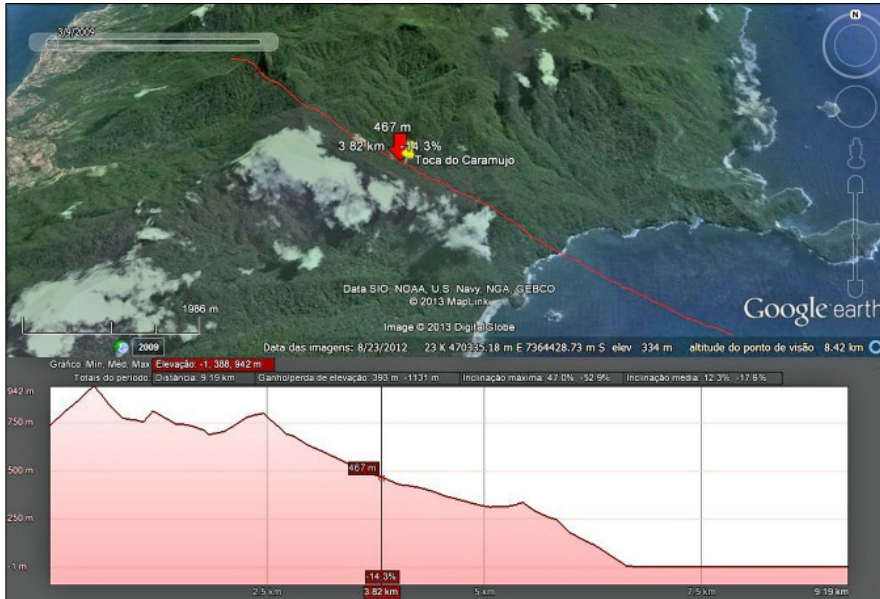 3/9/2009
N
467 m
3.82 km -14.3%
Toca do Caramujo
Data SIO, NOAA, U.S. Navy, NGA, GEBCO
© 2013 MapLink
1986 m
Image © 2013 DigitalGlobe
Google earth
2009
Data das imagens: 8/23/2012 23 K 470335.18 m E 7364428.73 m S elev 334 m altitude do ponto de visão 8.42 km
Gráfico: Mín, Méd, Max Elevação: -1, 388, 942 m
Totais do período: Distância: 9.19 km Ganho/perda de elevação: 393 m -1131 m Inclinação máxima: 47.0% -52.9% Inclinação média: 12.3% -17.6%
942 m
750 m
467 m
500 m
250 m
-1 m
-14.3%
2.5 km 3.82 km 5 km 7.5 km 9.19 km